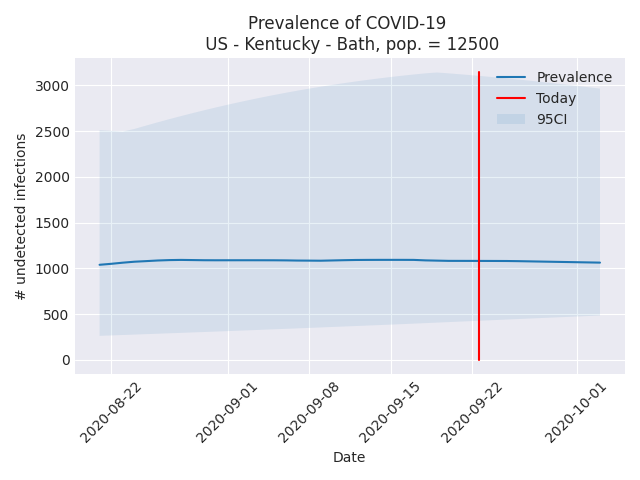 Prevalence of COVID-19
US - Kentucky - Bath, pop. = 12500
# undetected infections
3000
2500
2000
1500
1000
500
0
Prevalence
Today
95CI
2020-08-22
2020-09-01
2020-09-08
2020-09-15
2020-09-22
2020-10-01
Date